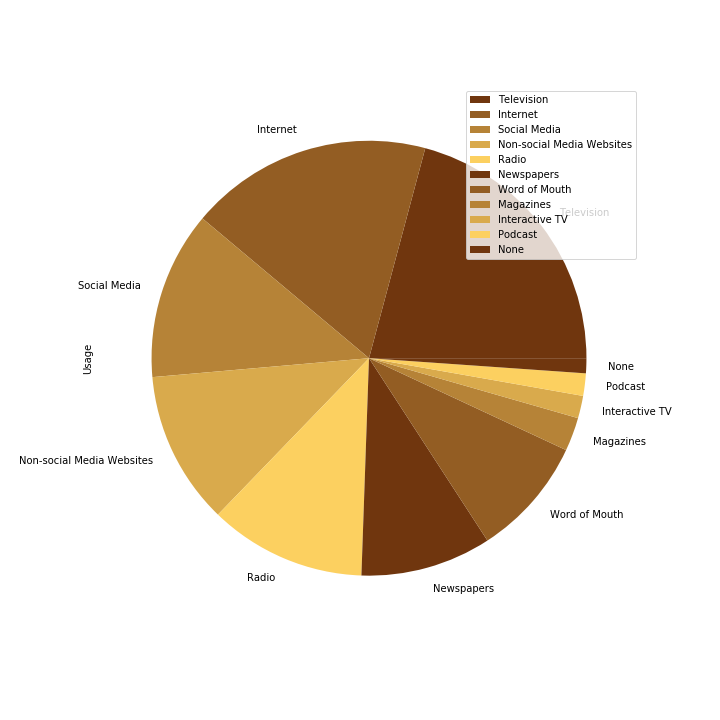 Television
Internet
Social Media
Non-social Media Websites
Radio
Newspapers
Word of Mouth
Magazines
Interactive TV
Podcast
None
Television
Internet
Social Media
Usage
Non-social Media Websites
Radio
Newspapers
Word of Mouth
Magazines
Interactive TV
Podcast
None